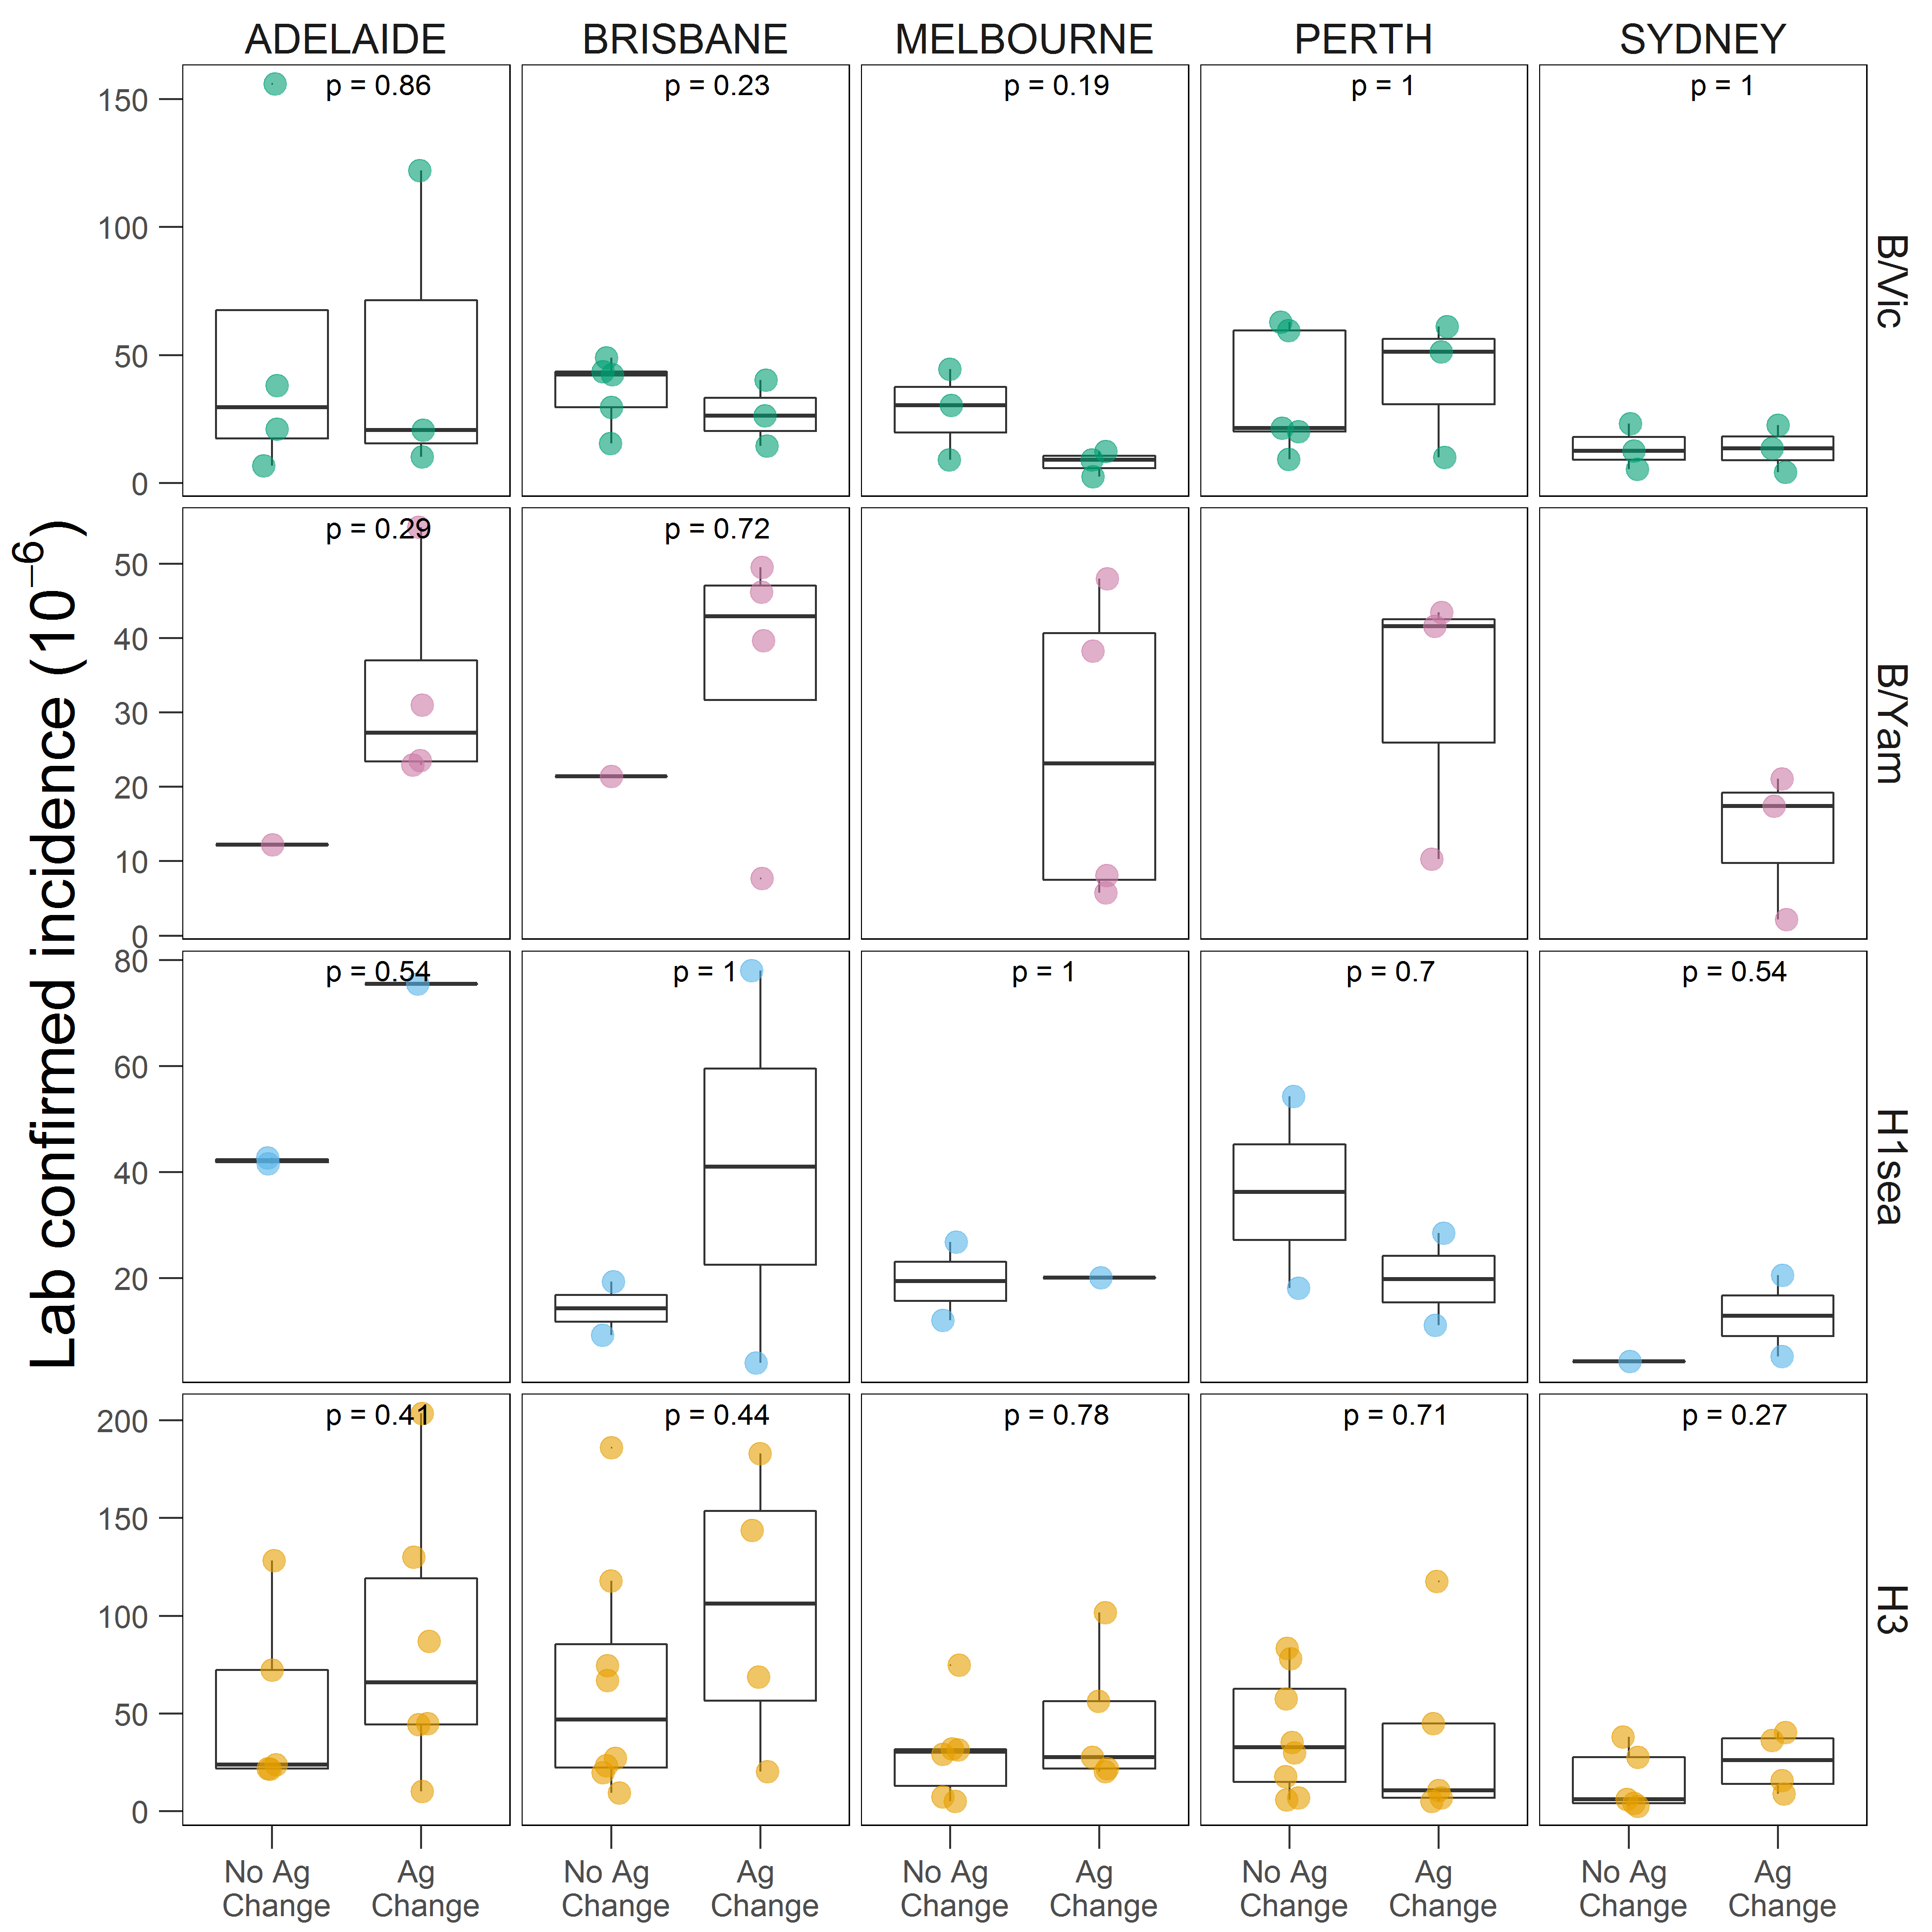 ADELAIDE BRISBANE MELBOURNE PERTH SYDNEY
p = 0.86 p = 0.23 p = 0.19 p = 1 p = 1
150
100
50
0
B/Vic
p = 0.29 p = 0.72
50
40
30
20
10
0
B/Yam
Lab confirmed incidence (10⁻⁶)
p = 0.54 p = 1 p = 1 p = 0.7 p = 0.54
80
60
40
20
H1sea
p = 0.41 p = 0.44 p = 0.78 p = 0.71 p = 0.27
200
150
100
50
0
H3
No Ag Ag No Ag Ag No Ag Ag No Ag Ag No Ag Ag
Change Change Change Change Change Change Change Change Change Change